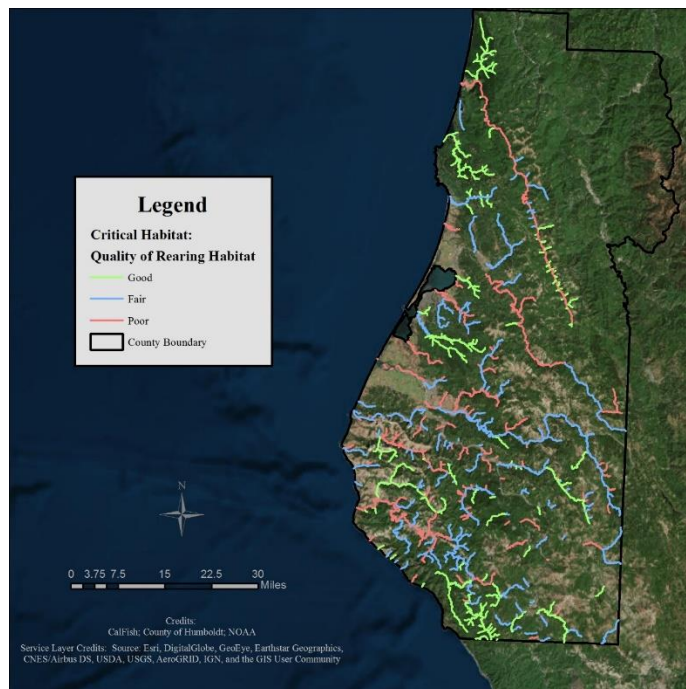 Legend
Critical Habitat:
Quality of Rearing Habitat
Good
Fair
Poor
County Boundary
N
0 3.75 7.5 15 22.5 30
Miles
Credits:
CalFish; County of Humboldt; NOAA
Service Layer Credits: Source: Esri, DigitalGlobe, GeoEye, Earthstar Geographics,
CNES/Airbus DS, USDA, USGS, AeroGRID, IGN, and the GIS User Community